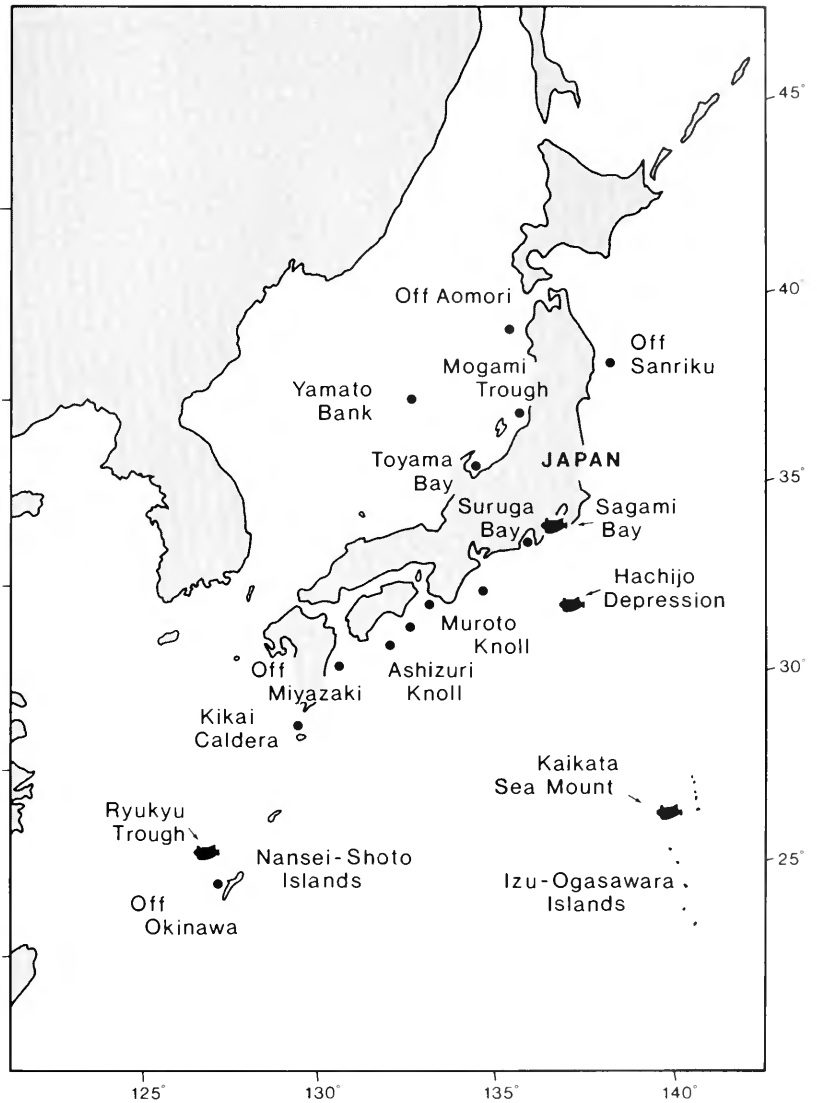 45°
Off Aomori
40°
Off
Sanriku
Mogami
Trough
Yamato
Bank
Toyama
Bay
JAPAN
35°
Suruga
Bay
Sagami
Bay
Hachijo
Depression
Muroto
Knoll
Off
Miyazaki
Ashizuri
Knoll
30°
Kikai
Caldera
Kaikata
Sea Mount
Ryukyu
Trough
Nansei-Shoto
Islands
25°
Izu-Ogasawara
Islands
Off
Okinawa
125°
130°
135°
140°